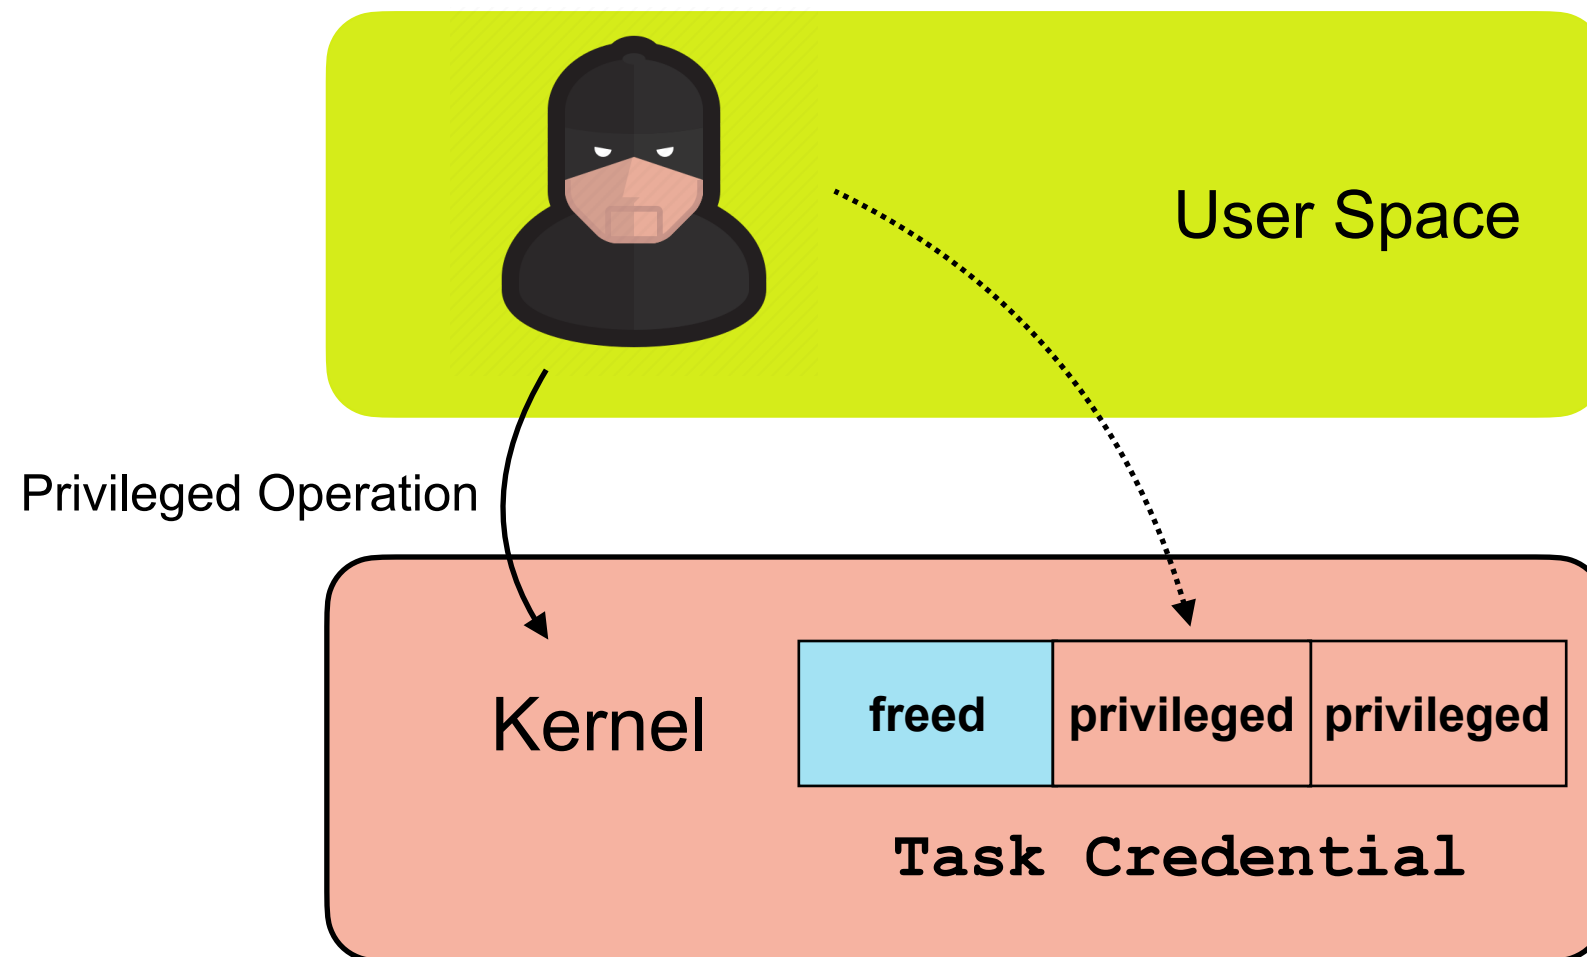 User Space
Privileged Operation
Kernel
freed
privileged
privileged
Task Credential